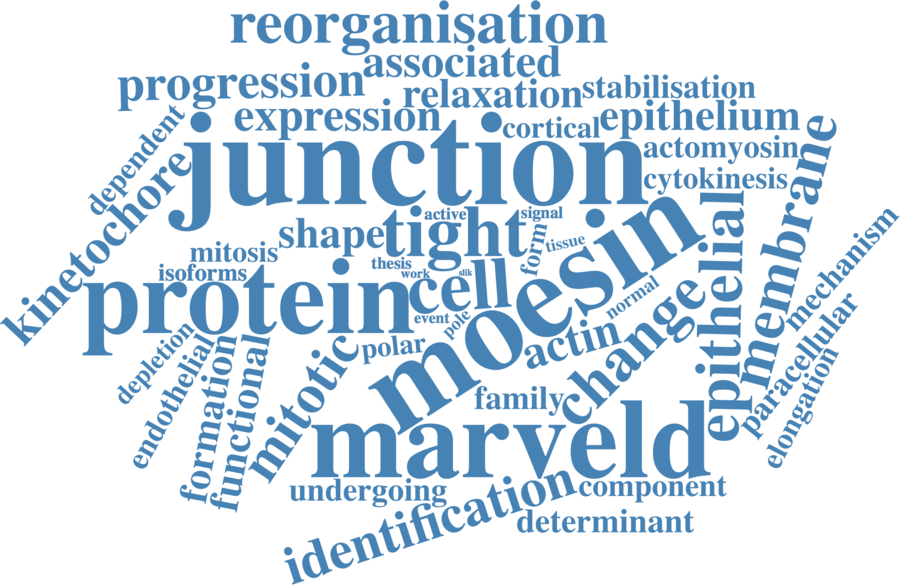 reorganisation
associated
progression
relaxation
stabilisation
expression
cortical
epithelium
dependent
junction
actomyosin
membrane
kinetochore
cytokinesis
active
signal
shape
tight
form
tissue
moesin
epithelial
mechanism
mitosis
thesis
isoforms
work
slik
protein
cell
normal
event
pole
change
depletion
polar
actin
paracellular
endothelial
formation
functional
mitotic
family
elongation
marveld
undergoing
identification
component
determinant